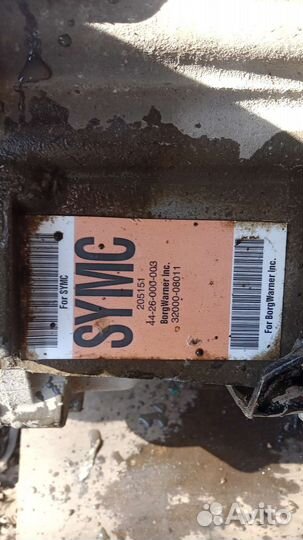 For SYMC
SYMC
205151
44-26-000-003
BorgWarner Inc.
32000-08011
For BorgWarner Inc.
Avito